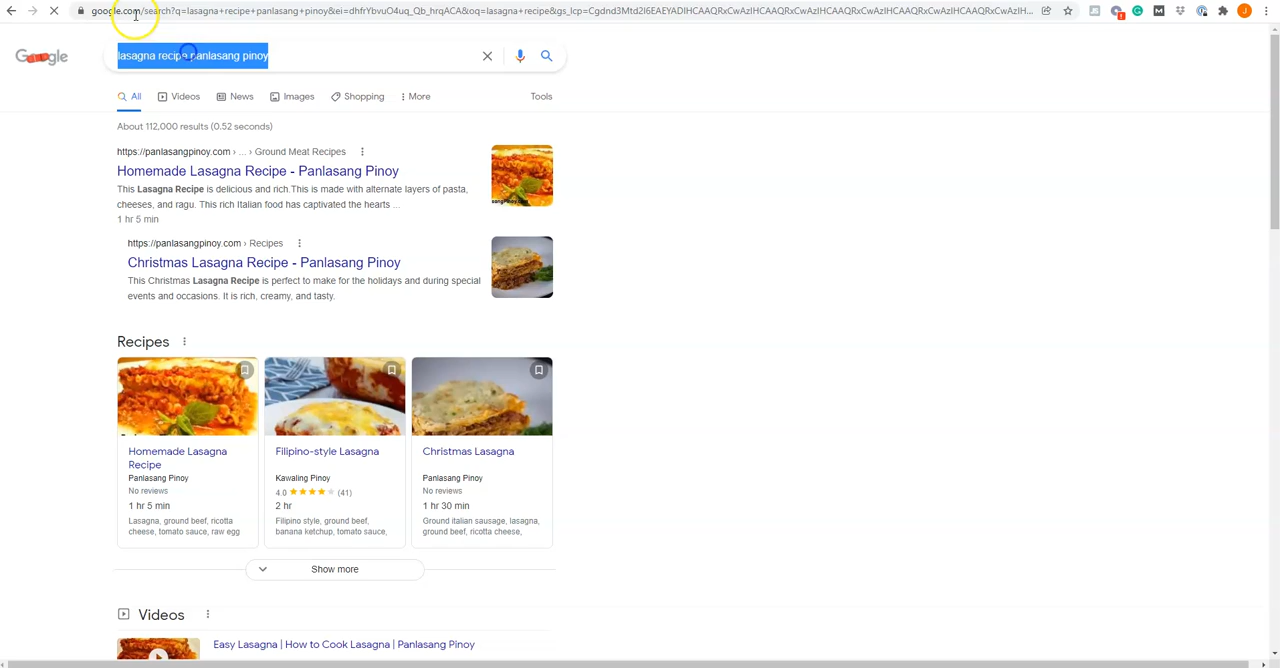 google.com/search?q=lasagna+recipe+panlasang+pinoy&ei=dhfrYbvuO4uq_Qb_hrqACA&oq=lasagna+recipe&gs_lcp=Cgdnd3Mtd2l6EAEYADIHCAAQRxCwAzIHCAAQRxCwAzIHCAAQRxCwAzIHCAAQRxCwAzIHCAAQRxCwAzIH...
Google
lasagna recipe panlasang pinoy
All Videos News Images Shopping More Tools
About 112,000 results (0.52 seconds)
https://panlasangpinoy.com › ... › Ground Meat Recipes
Homemade Lasagna Recipe - Panlasang Pinoy
This Lasagna Recipe is delicious and rich.This is made with alternate layers of pasta,
cheeses, and ragu. This rich Italian food has captivated the hearts ...
1 hr 5 min
https://panlasangpinoy.com › Recipes
Christmas Lasagna Recipe - Panlasang Pinoy
This Christmas Lasagna Recipe is perfect to make for the holidays and during special
events and occasions. It is rich, creamy, and tasty.
Recipes
Homemade Lasagna
Recipe
Panlasang Pinoy
No reviews
1 hr 5 min
Lasagna, ground beef, ricotta
cheese, tomato sauce, raw egg
Filipino-style Lasagna
Kawaling Pinoy
4.0 (41)
2 hr
Filipino style, ground beef,
banana ketchup, tomato sauce,
Christmas Lasagna
Panlasang Pinoy
No reviews
1 hr 30 min
Ground italian sausage, lasagna,
ground beef, ricotta cheese,
Show more
Videos
Easy Lasagna | How to Cook Lasagna | Panlasang Pinoy